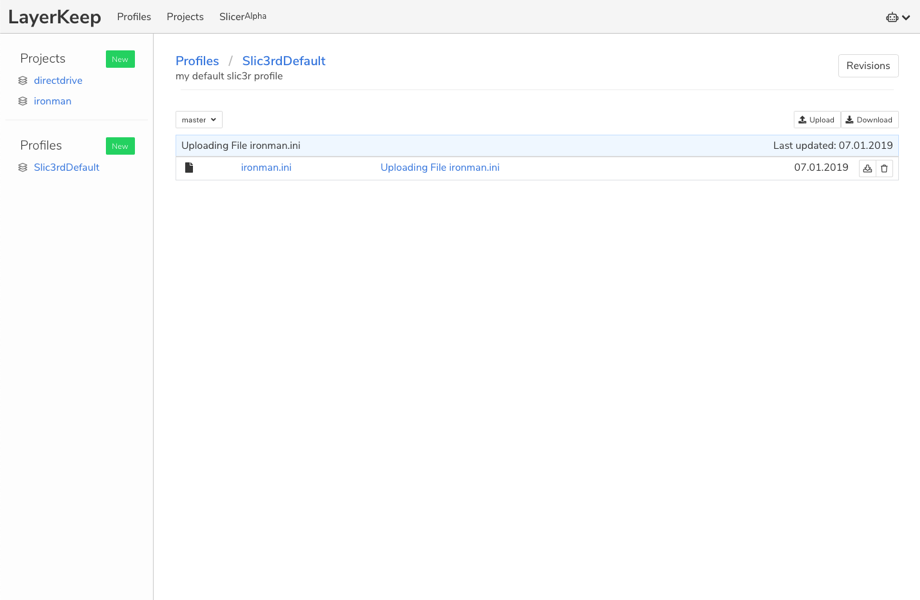 LayerKeep Profiles Projects SlicerAlpha
Projects New
directdrive
ironman
Profiles New
Slic3rdDefault
Profiles / Slic3rdDefault
my default slic3r profile
Revisions
master Upload Download
Uploading File ironman.ini Last updated: 07.01.2019
ironman.ini Uploading File ironman.ini 07.01.2019